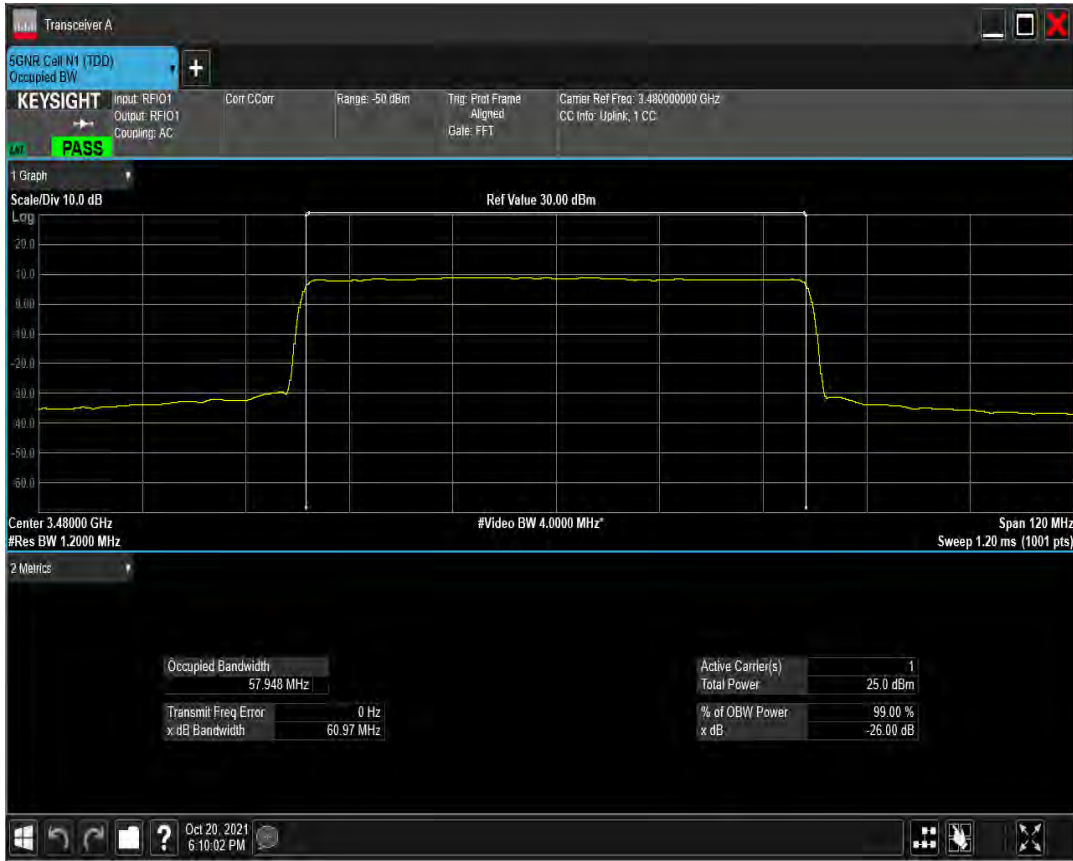 Transceiver A
5GNR Cell N1 (TDD)
Occupied BW
+
KEYSIGHT
Input: RFIO1
Output: RFIO1
Coupling: AC
Corr CCorr
Range: -50 dBm
Trig: Prot Frame
Aligned
Gate: FFT
Carrier Ref Freq: 3.480000000 GHz
CC Info: Uplink, 1 CC
PASS
1 Graph
Scale/Div 10.0 dB
Ref Value 30.00 dBm
Log
20.0
10.0
0.00
-10.0
-20.0
-30.0
-40.0
-50.0
-60.0
Center 3.48000 GHz
#Video BW 4.0000 MHz*
Span 120 MHz
#Res BW 1.2000 MHz
Sweep 1.20 ms (1001 pts)
2 Metrics
Occupied Bandwidth
57.948 MHz
Transmit Freq Error 0 Hz
x dB Bandwidth 60.97 MHz
Active Carrier(s) 1
Total Power 25.0 dBm
% of OBW Power 99.00 %
x dB -26.00 dB
?
Oct 20, 2021
6:10:02 PM